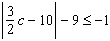 |3/2 c − 10| − 9 ≤ −1